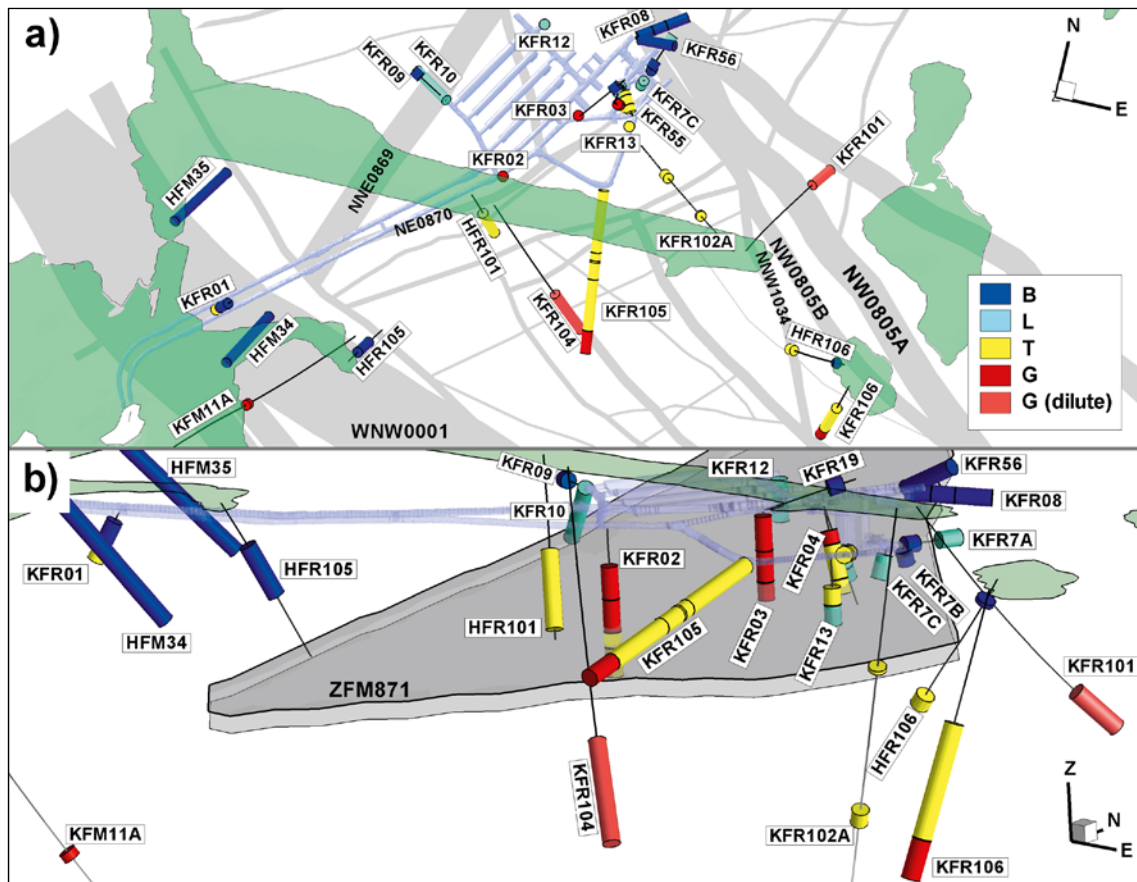 a)
KFR08
N
E
KFR12
KFR10
KFR09
KFR56
KFR7C
KFR03
KFR55
KFR13
KFR101
KFR02
HFM35
NNE0869
NE0870
HFR101
KFR102A
KFR01
KFR104
KFR105
NNW1034
NW0805B
NW0805A
HFM34
HFR105
HFR106
KFM11A
KFR106
WNW0001
B
L
T
G
G (dilute)
b)
HFM35
KFR09
KFR12
KFR19
KFR56
KFR10
KFR08
KFR01
KFR02
KFR04
KFR7A
HFR105
KFR7B
KFR7C
HFM34
HFR101
KFR105
KFR03
KFR13
ZFM871
KFR101
HFR106
KFR104
KFM11A
KFR102A
KFR106
Z
N
E